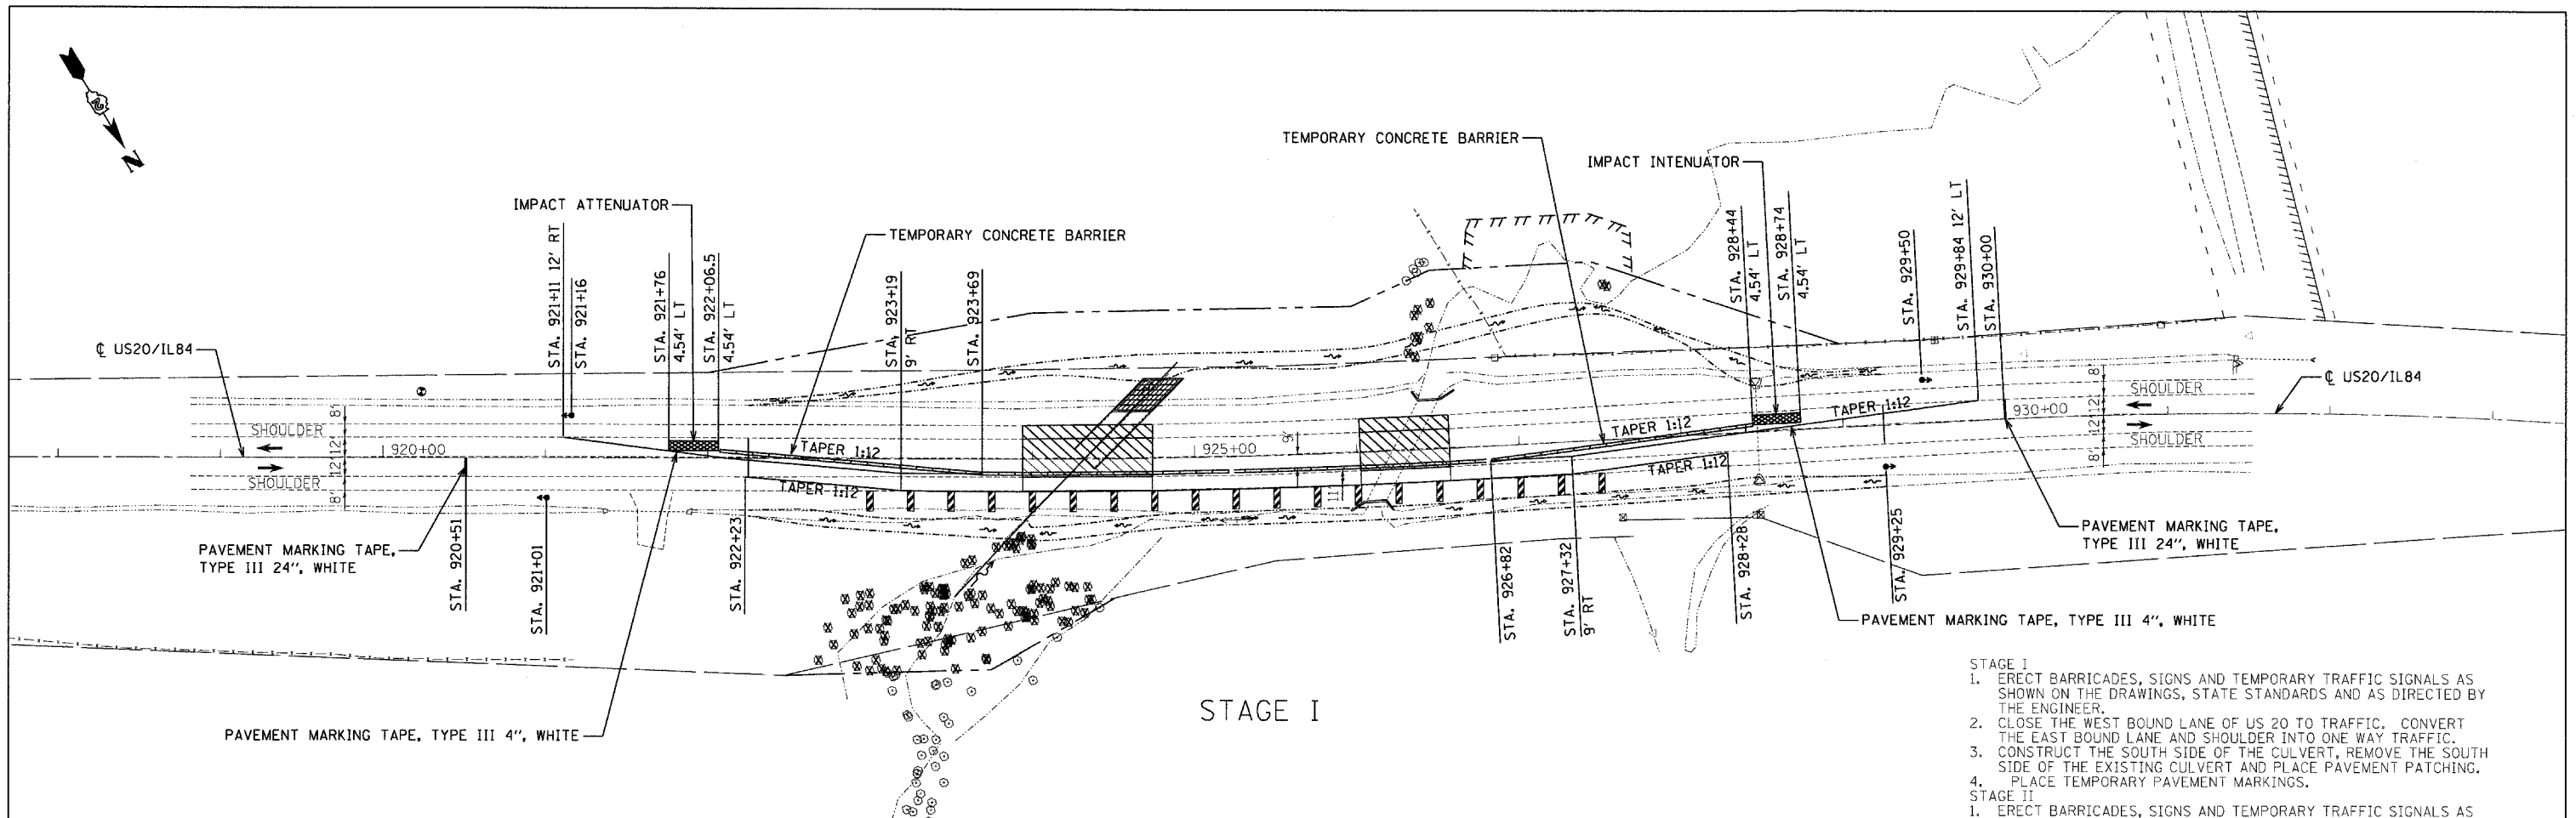 N
IMPACT ATTENUATOR
TEMPORARY CONCRETE BARRIER
TEMPORARY CONCRETE BARRIER
IMPACT INTENUATOR
℄ US20/IL84
STA. 921+11 12' RT
STA. 921+16
STA. 921+76
4.54' LT
STA. 922+06.5
4.54' LT
STA. 923+19
9' RT
STA. 923+69
STA. 928+44
4.54' LT
STA. 928+74
4.54' LT
STA. 929+50
STA. 929+84 12' LT
STA. 930+00
℄ US20/IL84
8'
12'
12'
8'
SHOULDER
SHOULDER
920+00
TAPER 1:12
TAPER 1:12
9'
925+00
11'
TAPER 1:12
TAPER 1:12
TAPER 1:12
930+00
8'
12'
12'
8'
SHOULDER
SHOULDER
PAVEMENT MARKING TAPE,
TYPE III 24", WHITE
STA. 920+51
STA. 921+01
STA. 922+23
STA. 926+82
STA. 927+32
9' RT
STA. 928+28
STA. 929+25
PAVEMENT MARKING TAPE,
TYPE III 24", WHITE
PAVEMENT MARKING TAPE, TYPE III 4", WHITE
PAVEMENT MARKING TAPE, TYPE III 4", WHITE
STAGE I
STAGE I
1. ERECT BARRICADES, SIGNS AND TEMPORARY TRAFFIC SIGNALS AS
SHOWN ON THE DRAWINGS, STATE STANDARDS AND AS DIRECTED BY
THE ENGINEER.
2. CLOSE THE WEST BOUND LANE OF US 20 TO TRAFFIC. CONVERT
THE EAST BOUND LANE AND SHOULDER INTO ONE WAY TRAFFIC.
3. CONSTRUCT THE SOUTH SIDE OF THE CULVERT, REMOVE THE SOUTH
SIDE OF THE EXISTING CULVERT AND PLACE PAVEMENT PATCHING.
4. PLACE TEMPORARY PAVEMENT MARKINGS.
STAGE II
1. ERECT BARRICADES, SIGNS AND TEMPORARY TRAFFIC SIGNALS AS